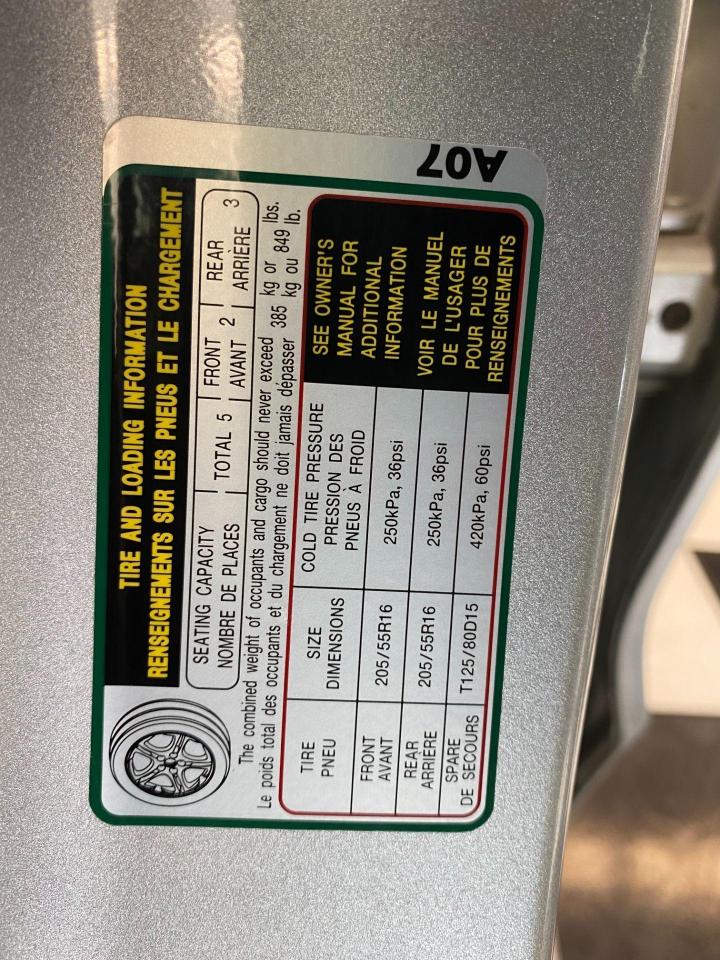 TIRE AND LOADING INFORMATION
RENSEIGNEMENTS SUR LES PNEUS ET LE CHARGEMENT
SEATING CAPACITY
NOMBRE DE PLACES
TOTAL 5
FRONT
AVANT 2
REAR
ARRIÈRE 3
The combined weight of occupants and cargo should never exceed 385 kg or lbs.
Le poids total des occupants et du chargement ne doit jamais dépasser kg ou 849 lb.
TIRE
PNEU
SIZE
DIMENSIONS
COLD TIRE PRESSURE
PRESSION DES
PNEUS À FROID
FRONT
AVANT
205/55R16
250kPa, 36psi
REAR
ARRIÈRE
205/55R16
250kPa, 36psi
SPARE
DE SECOURS
T125/80D15
420kPa, 60psi
SEE OWNER'S
MANUAL FOR
ADDITIONAL
INFORMATION
VOIR LE MANUEL
DE L'USAGER
POUR PLUS DE
RENSEIGNEMENTS
A07